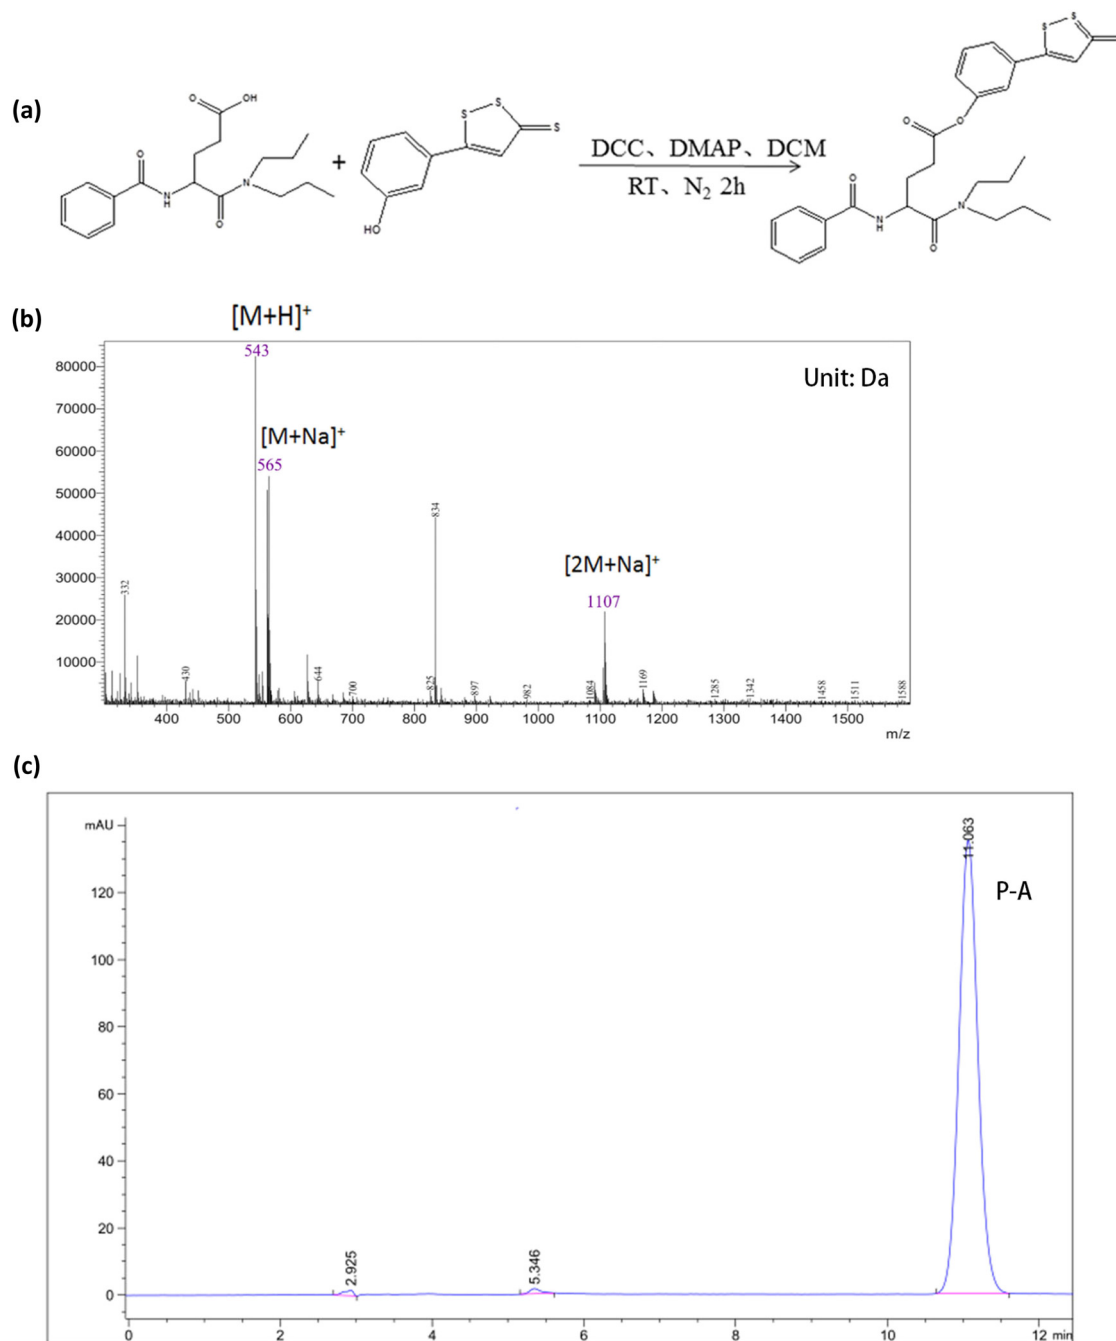 (a)
O
OH
S
S
S
O
N
H
O
N
HO
+
DCC、DMAP、DCM
RT、N2 2h
S
S
O
O
O
N
H
O
N
(b)
[M+H]+
543
Unit: Da
[M+Na]+
565
[2M+Na]+
1107
80000
70000
60000
50000
40000
30000
20000
10000
332
430
644
700
825
834
897
982
1084
1169
1285
1342
1458
1511
1588
400 500 600 700 800 900 1000 1100 1200 1300 1400 1500
m/z
(c)
mAU
120
100
80
60
40
20
0
2.925
5.346
11.063
P-A
0 2 4 6 8 10 12 min